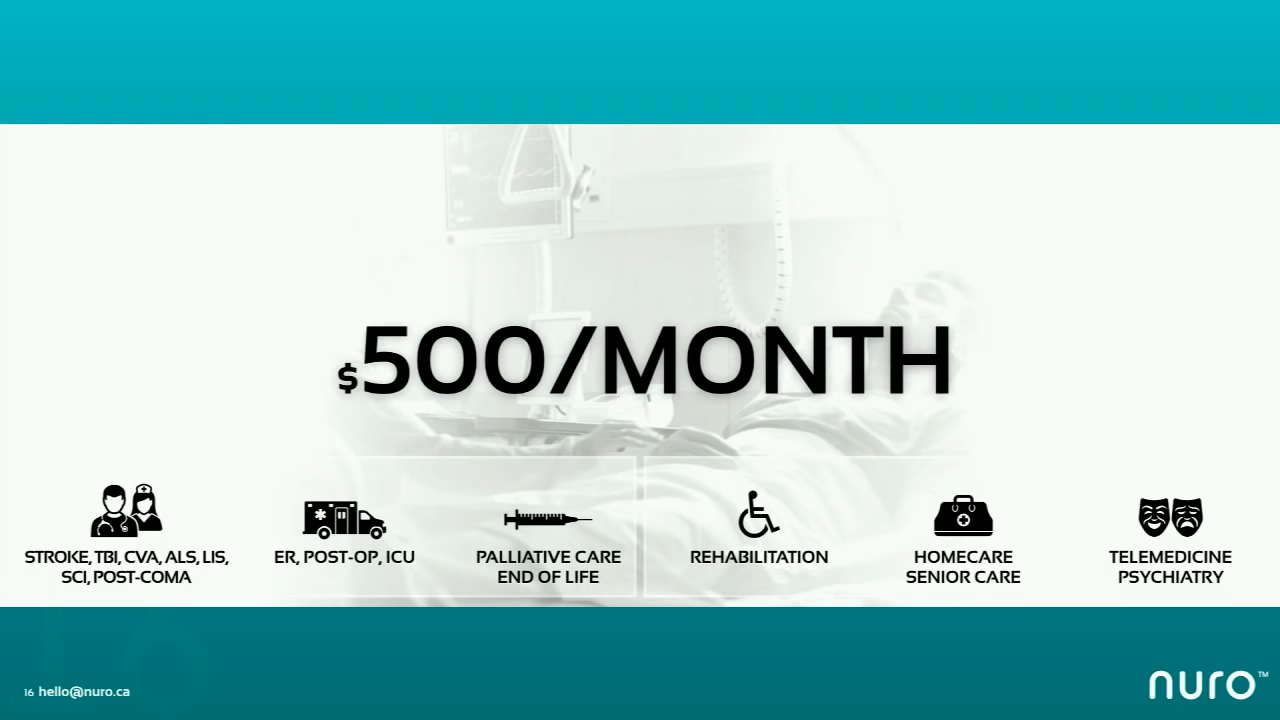 $500/MONTH
STROKE, TBI, CVA, ALS, LIS,
SCI, POST-COMA
ER, POST-OP, ICU
PALLIATIVE CARE
END OF LIFE
REHABILITATION
HOMECARE
SENIOR CARE
TELEMEDICINE
PSYCHIATRY
16 hello@nuro.ca
nuro™